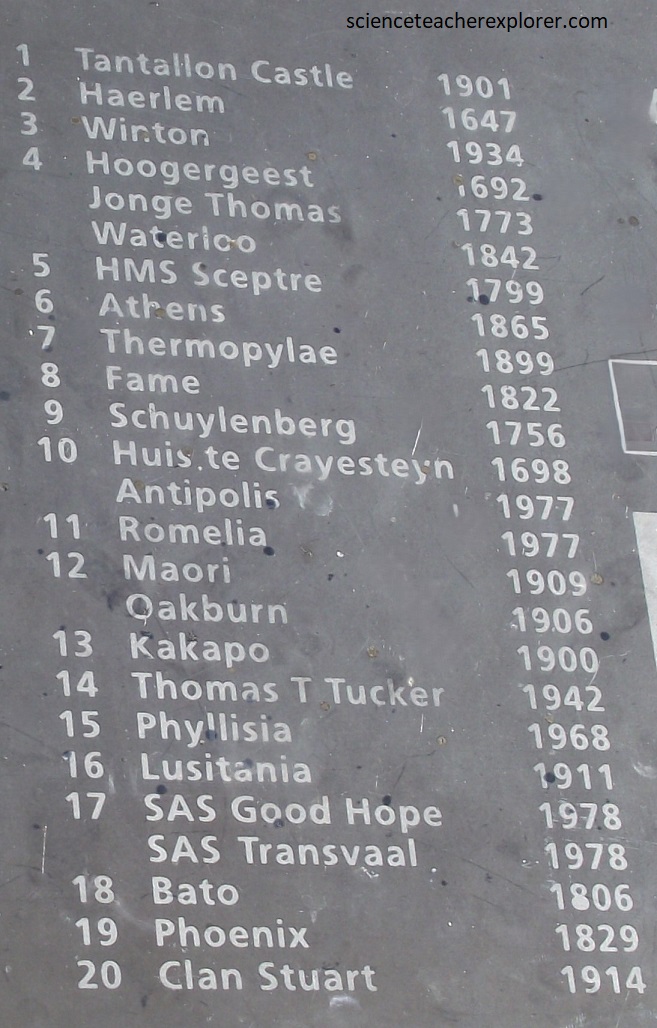 scienceteacherexplorer.com
1 Tantallon Castle 1901
2 Haerlem 1647
3 Winton 1934
4 Hoogergeest 1692
Jonge Thomas 1773
Waterloo 1842
5 HMS Sceptre 1799
6 Athens 1865
7 Thermopylae 1899
8 Fame 1822
9 Schuylenberg 1756
10 Huis te Crayesteyn 1698
Antipolis 1977
11 Romelia 1977
12 Maori 1909
Oakburn 1906
13 Kakapo 1900
14 Thomas T Tucker 1942
15 Phyllisia 1968
16 Lusitania 1911
17 SAS Good Hope 1978
SAS Transvaal 1978
18 Bato 1806
19 Phoenix 1829
20 Clan Stuart 1914